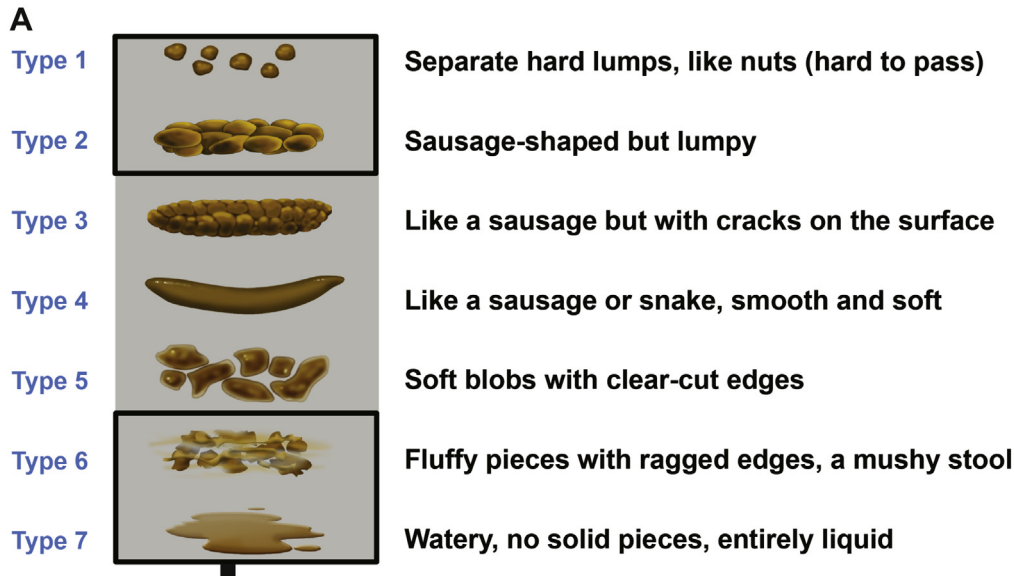 A
Type 1 Separate hard lumps, like nuts (hard to pass)
Type 2 Sausage-shaped but lumpy
Type 3 Like a sausage but with cracks on the surface
Type 4 Like a sausage or snake, smooth and soft
Type 5 Soft blobs with clear-cut edges
Type 6 Fluffy pieces with ragged edges, a mushy stool
Type 7 Watery, no solid pieces, entirely liquid